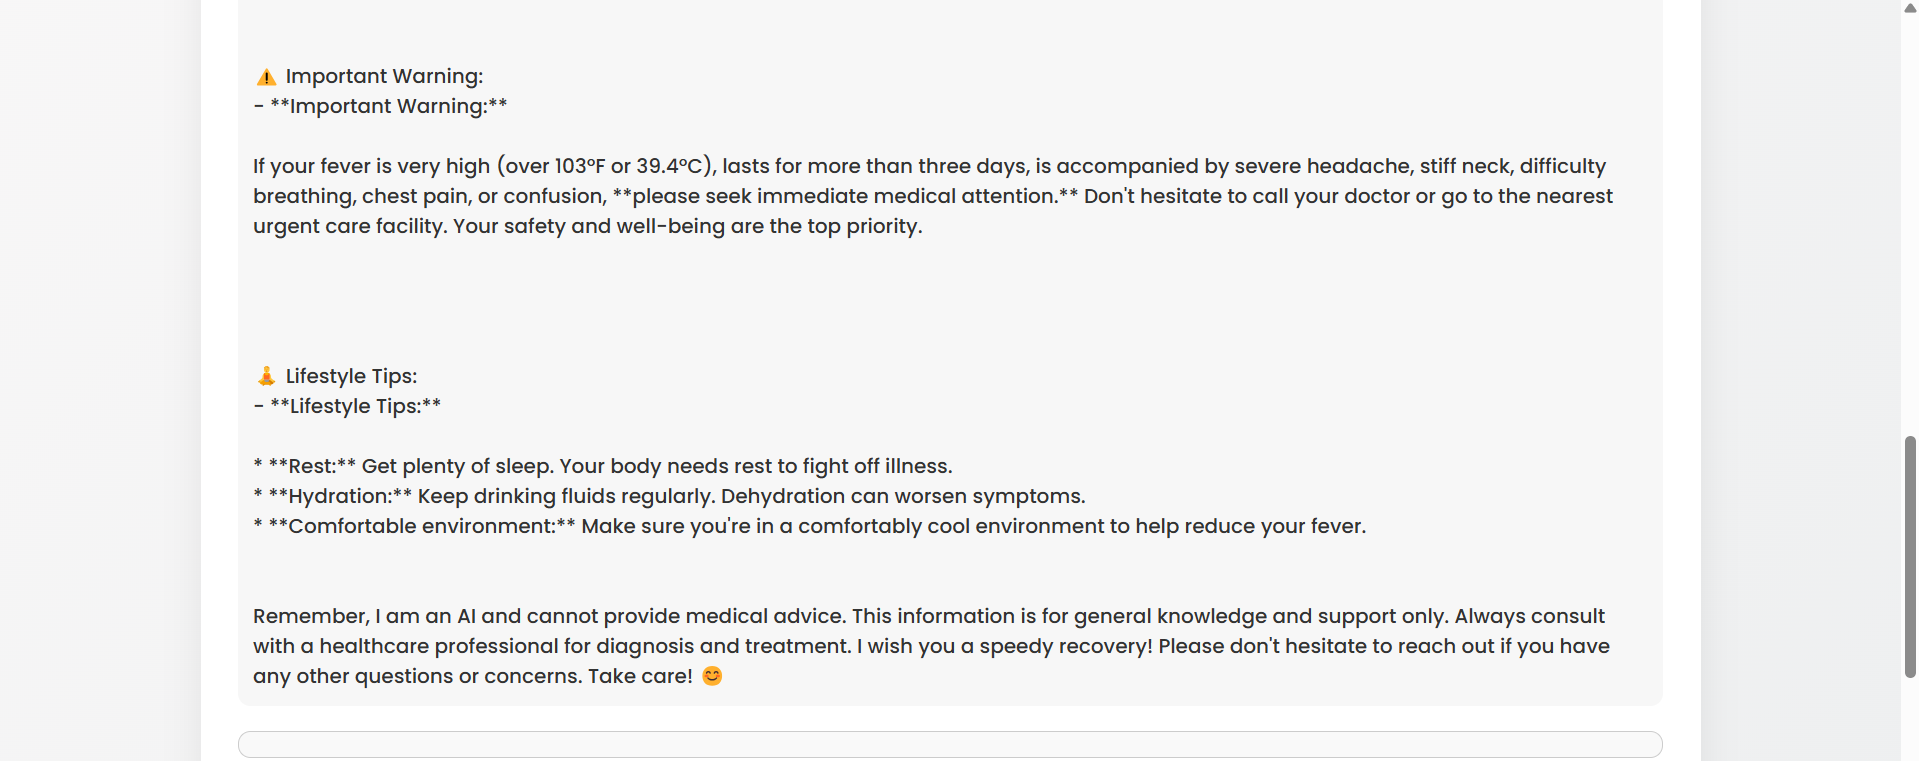 ⚠️ Important Warning:
- **Important Warning:**
If your fever is very high (over 103°F or 39.4°C), lasts for more than three days, is accompanied by severe headache, stiff neck, difficulty
breathing, chest pain, or confusion, **please seek immediate medical attention.** Don't hesitate to call your doctor or go to the nearest
urgent care facility. Your safety and well-being are the top priority.
🧘 Lifestyle Tips:
- **Lifestyle Tips:**
* **Rest:** Get plenty of sleep. Your body needs rest to fight off illness.
* **Hydration:** Keep drinking fluids regularly. Dehydration can worsen symptoms.
* **Comfortable environment:** Make sure you're in a comfortably cool environment to help reduce your fever.
Remember, I am an AI and cannot provide medical advice. This information is for general knowledge and support only. Always consult
with a healthcare professional for diagnosis and treatment. I wish you a speedy recovery! Please don't hesitate to reach out if you have
any other questions or concerns. Take care! 😊